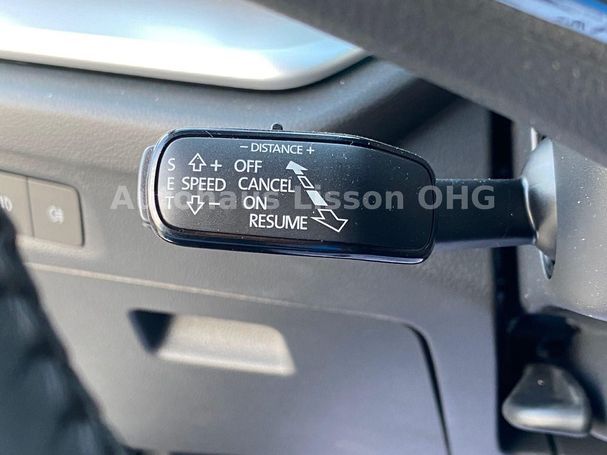 − DISTANCE +
S + OFF
E SPEED CANCEL
T − ON
RESUME
Autohaus Lisson OHG